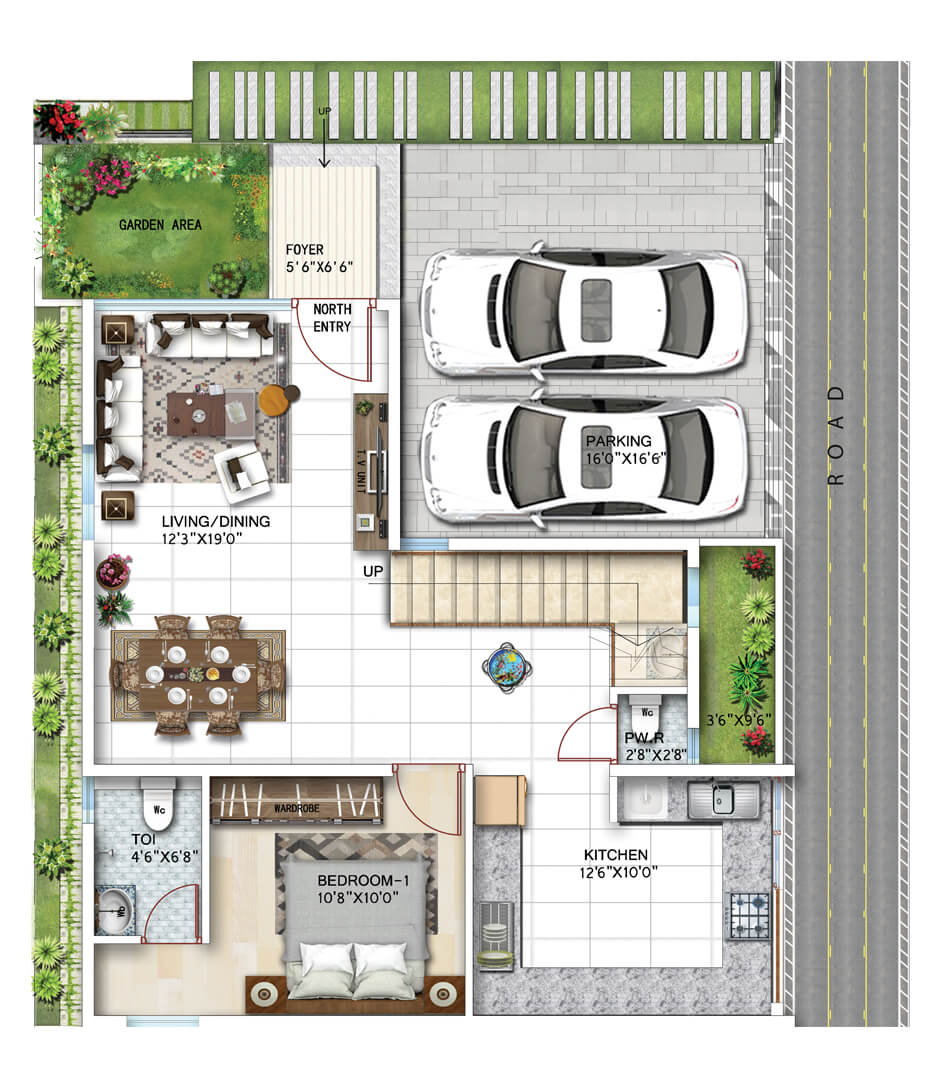 UP
GARDEN AREA
FOYER
5'6"X6'6"
NORTH
ENTRY
ROAD
PARKING
16'0"X16'6"
T.V UNIT
LIVING/DINING
12'3"X19'0"
UP
Wc
3'6"X9'6"
PW.R
2'8"X2'8"
WARDROBE
Wc
TOI
4'6"X6'8"
Wb
BEDROOM-1
10'8"X10'0"
KITCHEN
12'6"X10'0"